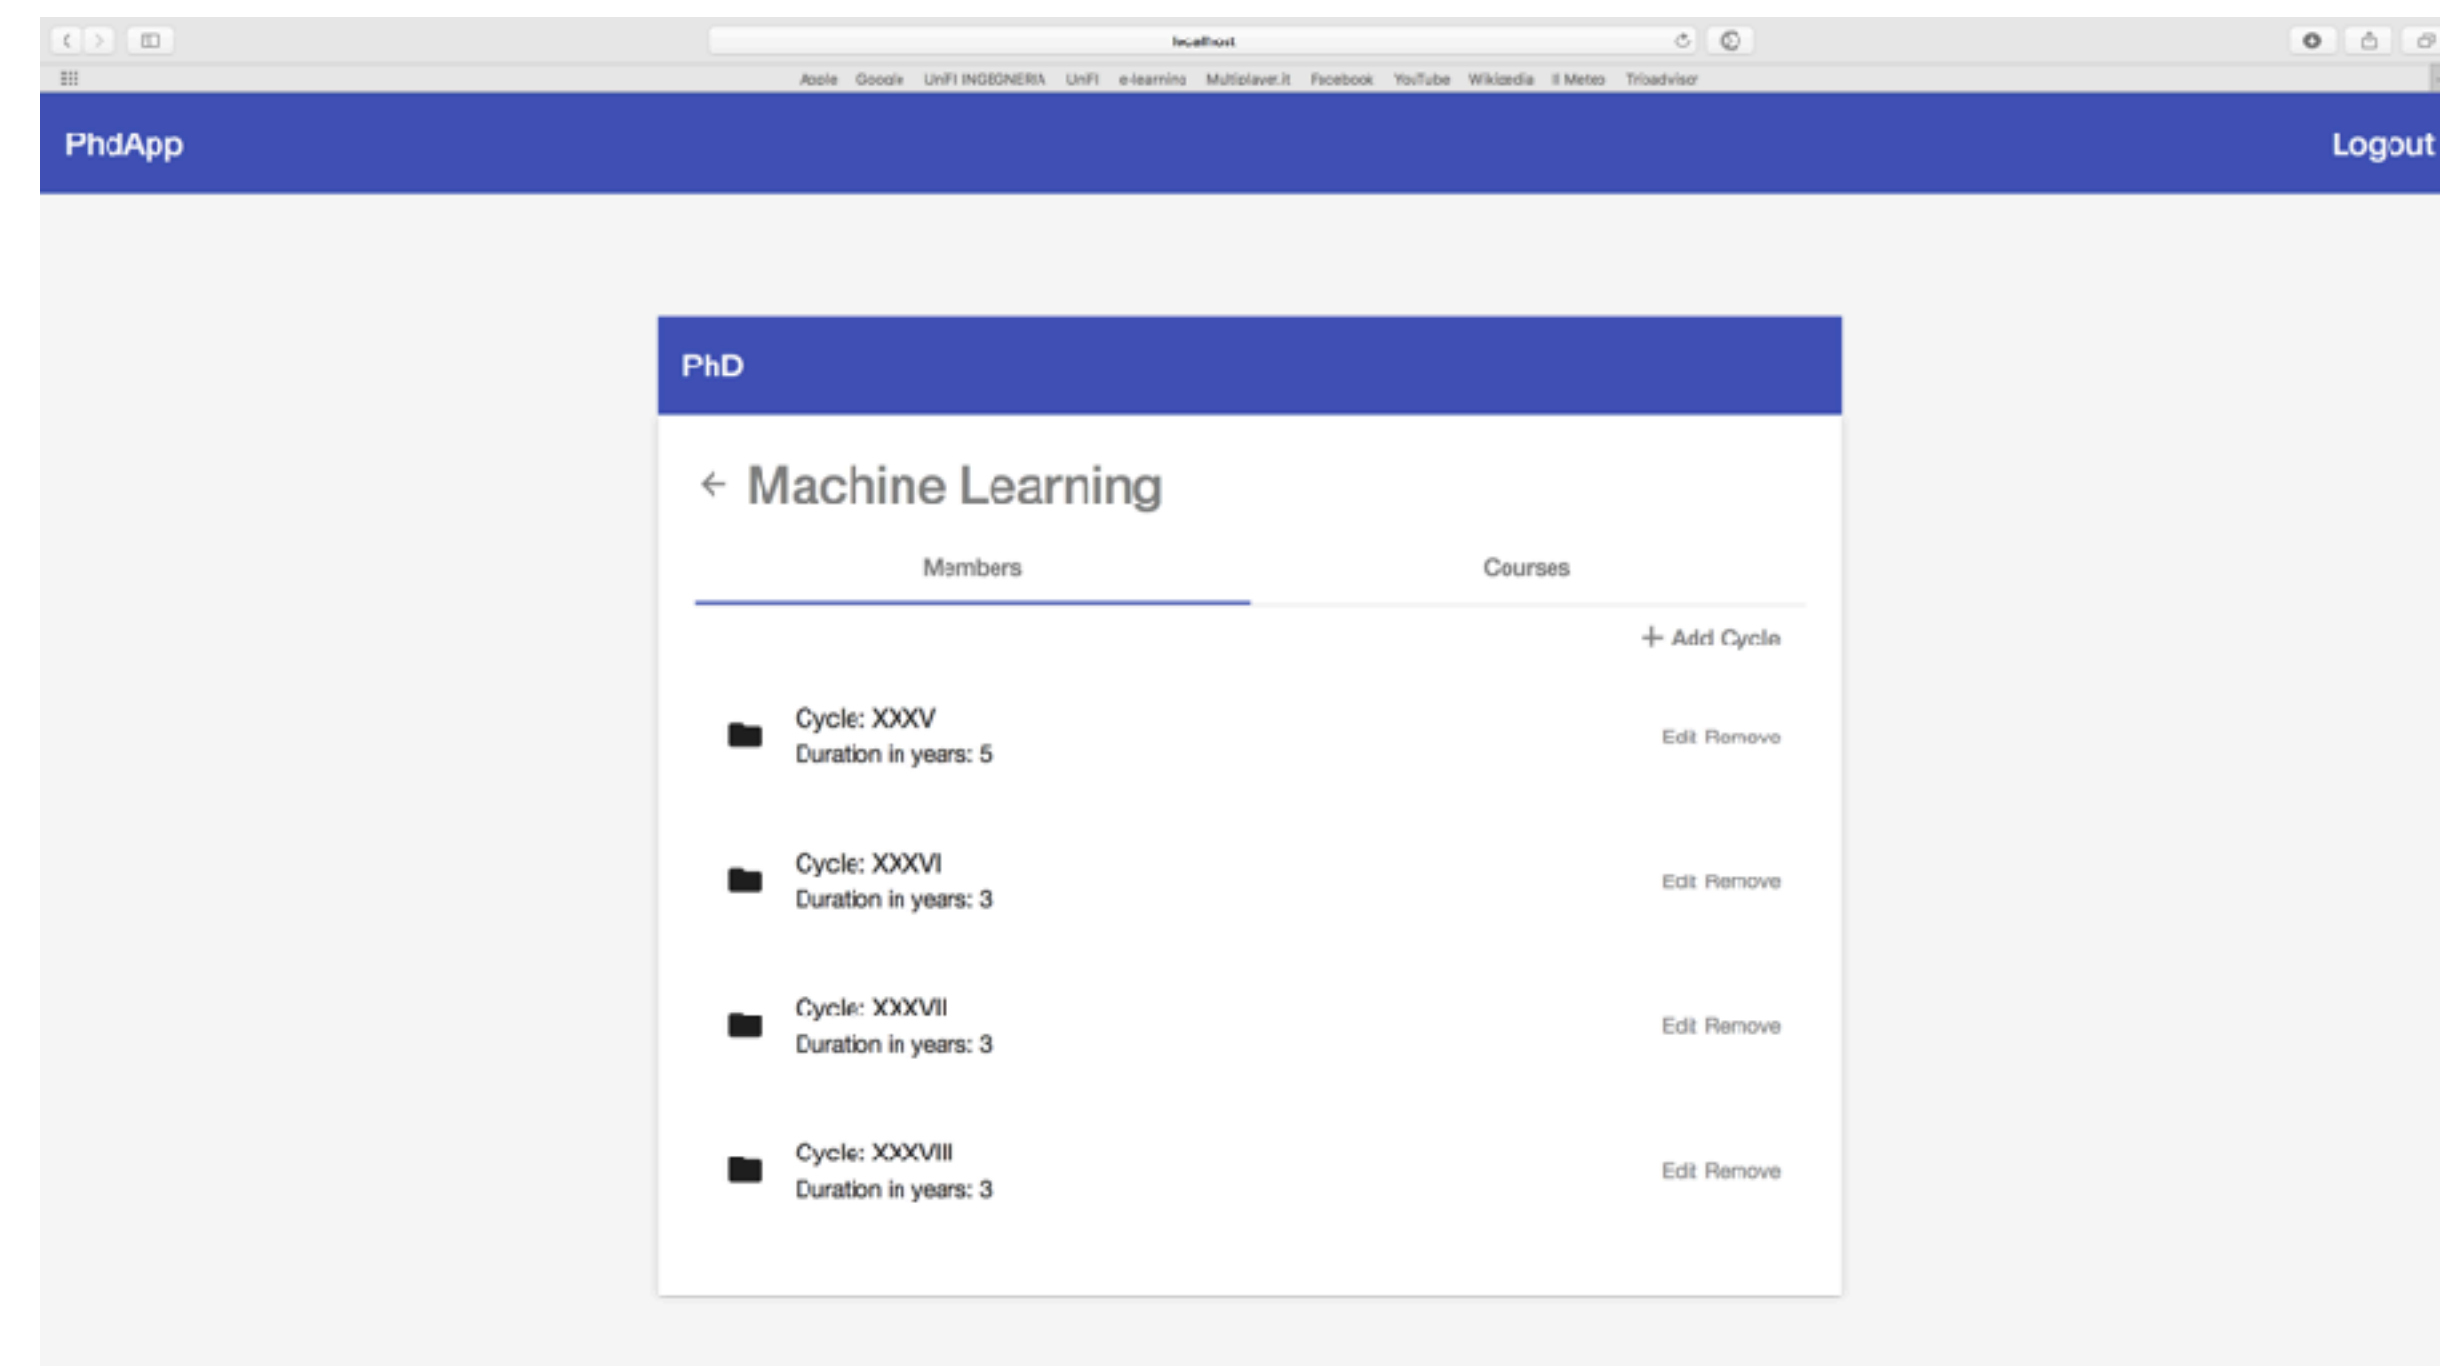 localhost
Apple Google UniFI INGEGNERIA UniFI e-learning Multiplayer.it Facebook YouTube Wikipedia Il Meteo Tripadvisor
PhdApp Logout
PhD
← Machine Learning
Members Courses
+ Add Cycle
Cycle: XXXV
Duration in years: 5
Edit Remove
Cycle: XXXVI
Duration in years: 3
Edit Remove
Cycle: XXXVII
Duration in years: 3
Edit Remove
Cycle: XXXVIII
Duration in years: 3
Edit Remove